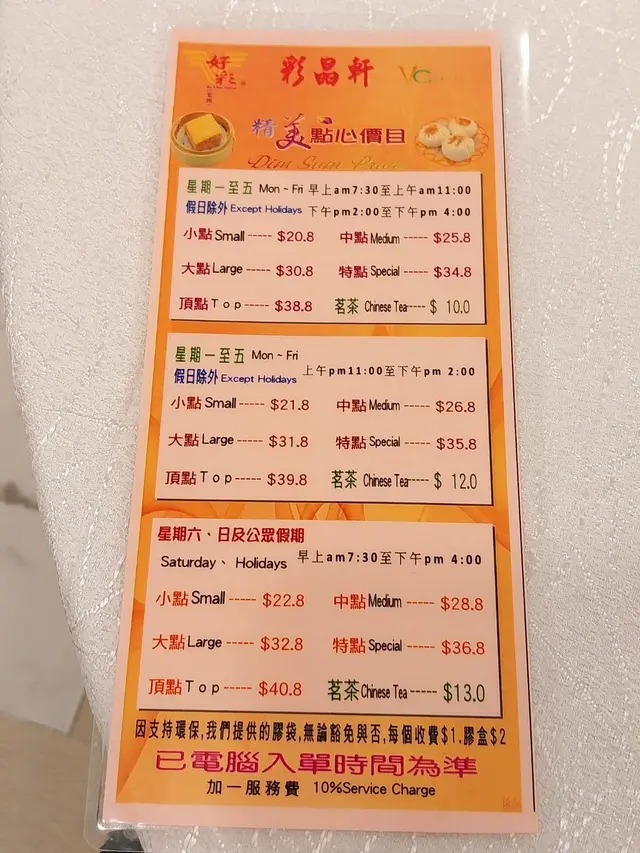 好彩 彩晶軒 VC
精美點心價目
Dim Sum Price
星期一至五 Mon ~ Fri 早上am7:30至上午am11:00
假日除外 Except Holidays 下午pm2:00至下午pm 4:00
小點 Small ----- $20.8 中點 Medium ----- $25.8
大點 Large ----- $30.8 特點 Special ----- $34.8
頂點 Top ----- $38.8 茗茶 Chinese Tea ----- $ 10.0
星期一至五 Mon ~ Fri
假日除外 Except Holidays 上午pm11:00至下午pm 2:00
小點 Small ----- $21.8 中點 Medium ----- $26.8
大點 Large ----- $31.8 特點 Special ----- $35.8
頂點 Top ----- $39.8 茗茶 Chinese Tea ----- $ 12.0
星期六、日及公眾假期
Saturday、 Holidays 早上am7:30至下午pm 4:00
小點 Small ----- $22.8 中點 Medium ----- $28.8
大點 Large ----- $32.8 特點 Special ----- $36.8
頂點 Top ----- $40.8 茗茶 Chinese Tea ----- $13.0
因支持環保,我們提供的膠袋,無論豁免與否,每個收費$1.膠盒$2
已電腦入單時間為準
加一服務費 10%Service Charge